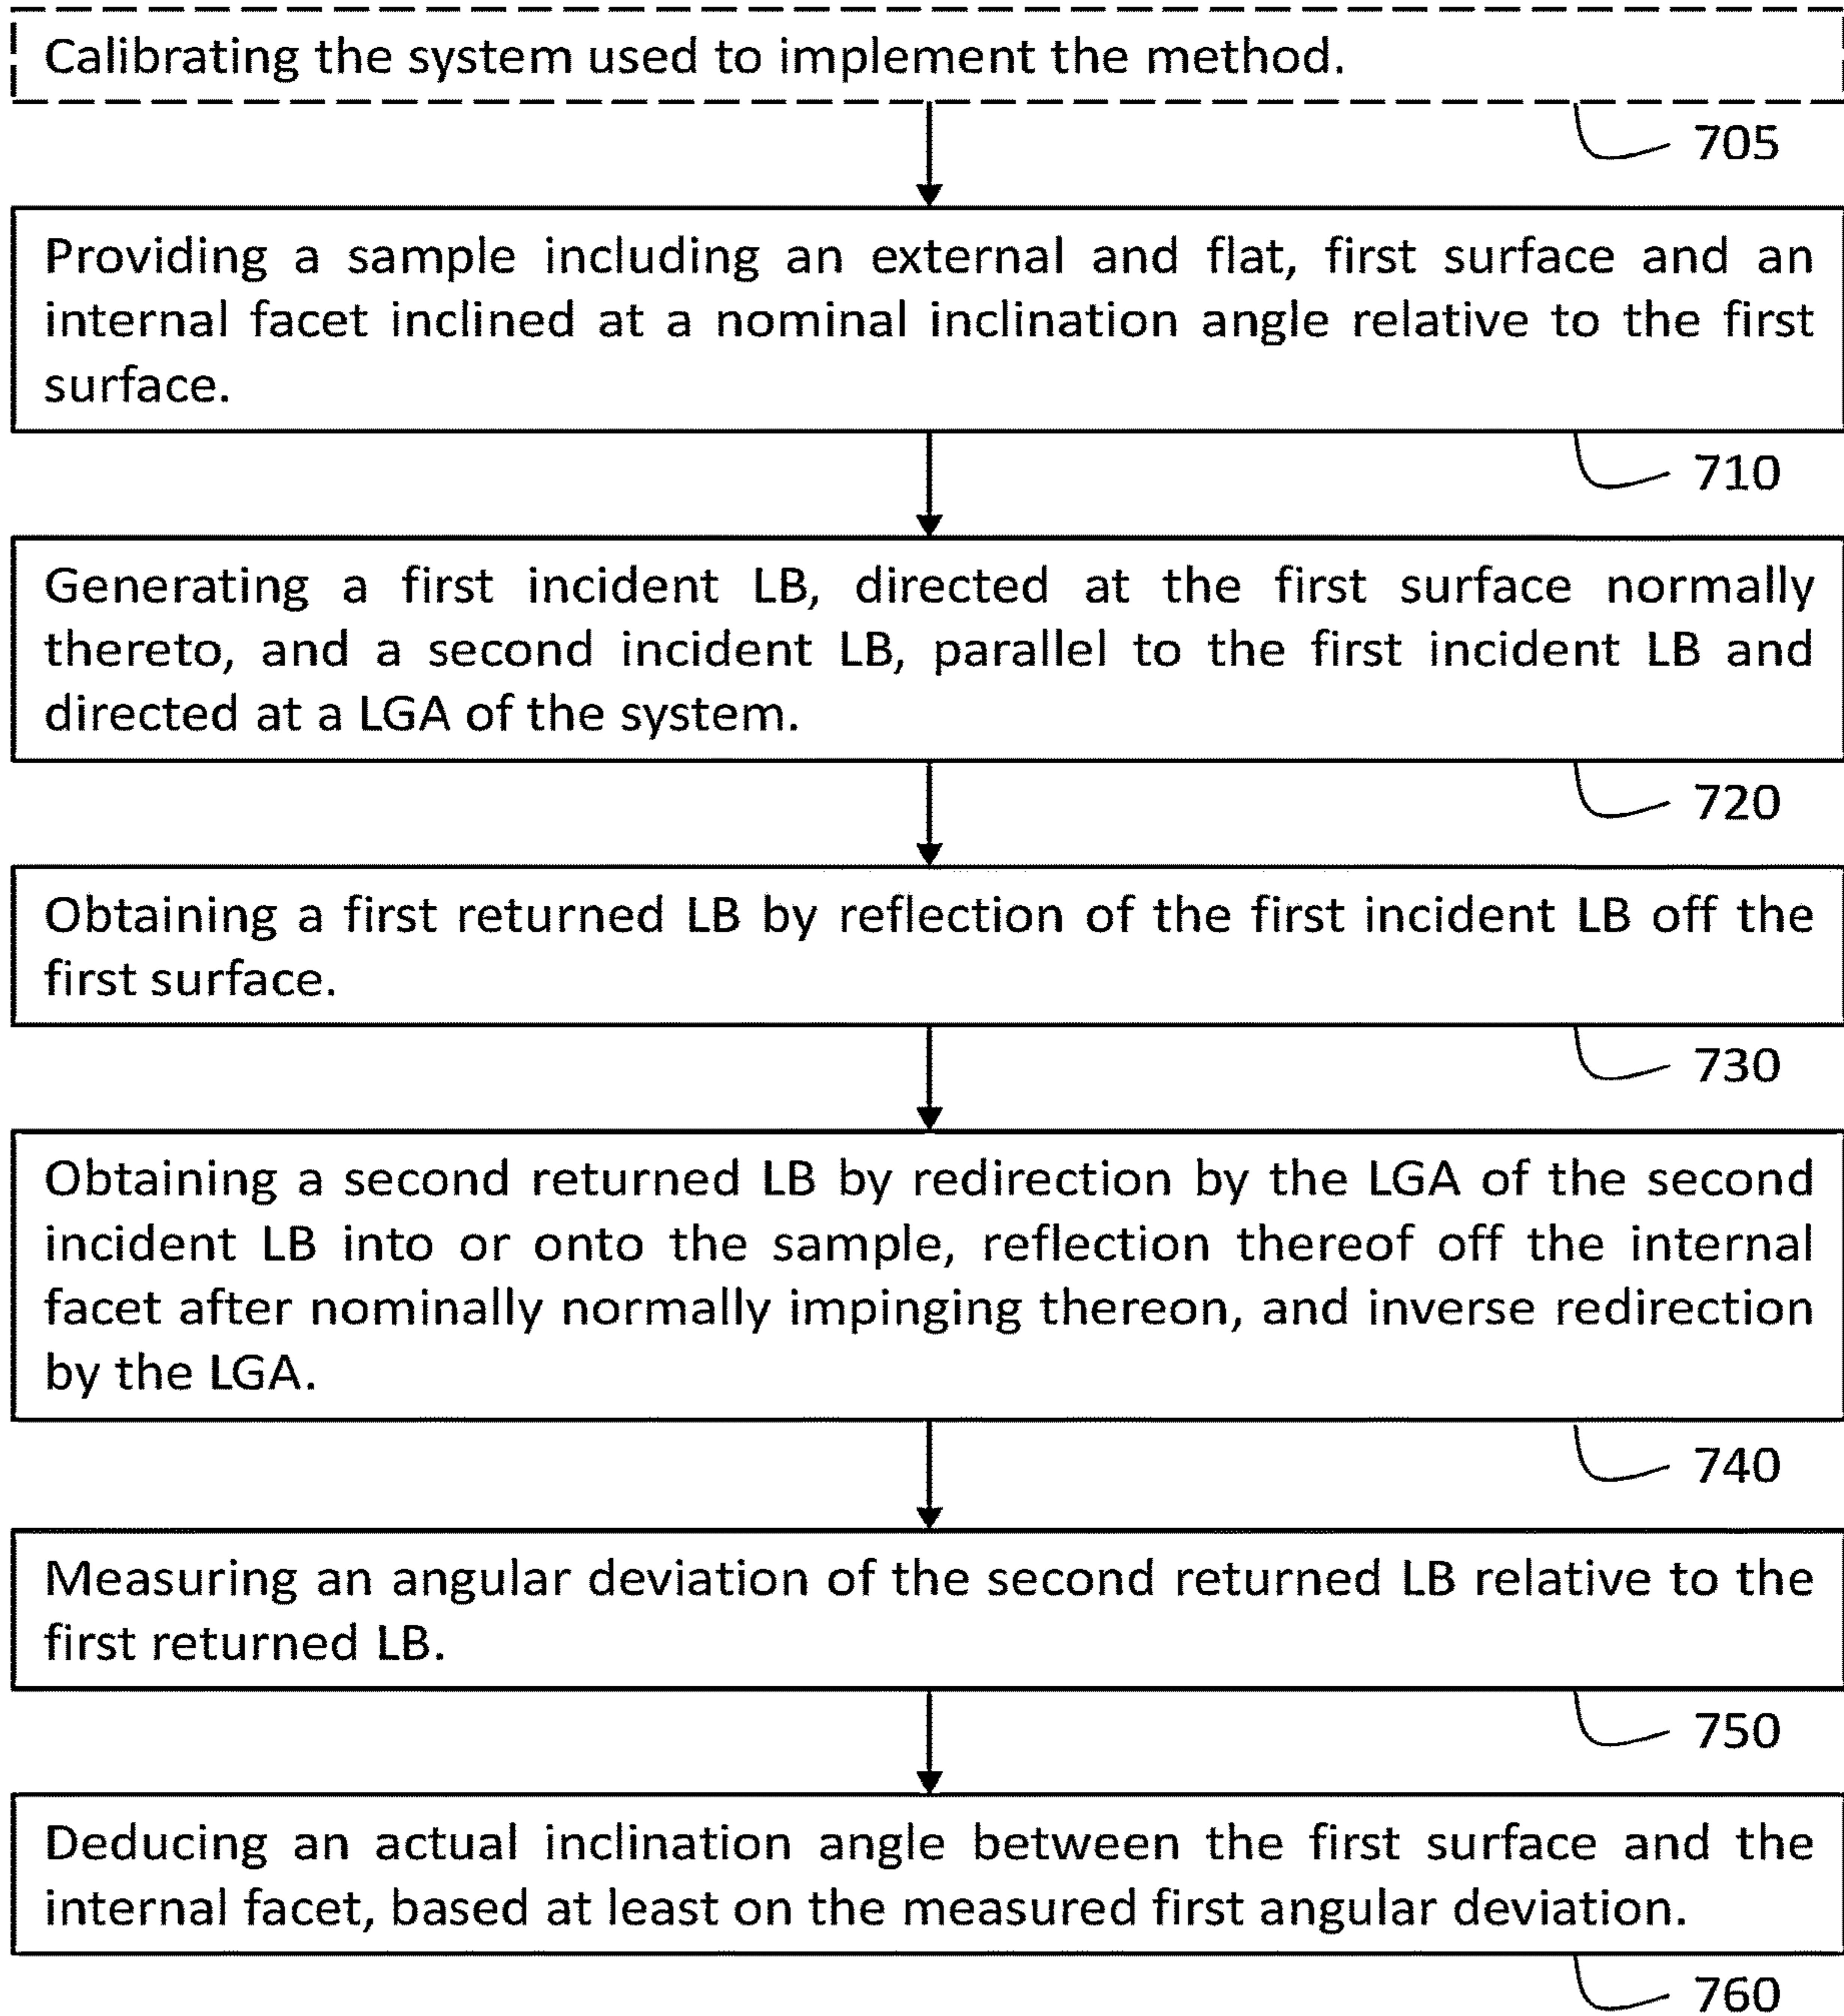 Calibrating the system used to implement the method.
705
Providing a sample including an external and flat, first surface and an
internal facet inclined at a nominal inclination angle relative to the first
surface.
710
Generating a first incident LB, directed at the first surface normally
thereto, and a second incident LB, parallel to the first incident LB and
directed at a LGA of the system.
720
Obtaining a first returned LB by reflection of the first incident LB off the
first surface.
730
Obtaining a second returned LB by redirection by the LGA of the second
incident LB into or onto the sample, reflection thereof off the internal
facet after nominally normally impinging thereon, and inverse redirection
by the LGA.
740
Measuring an angular deviation of the second returned LB relative to the
first returned LB.
750
Deducing an actual inclination angle between the first surface and the
internal facet, based at least on the measured first angular deviation.
760